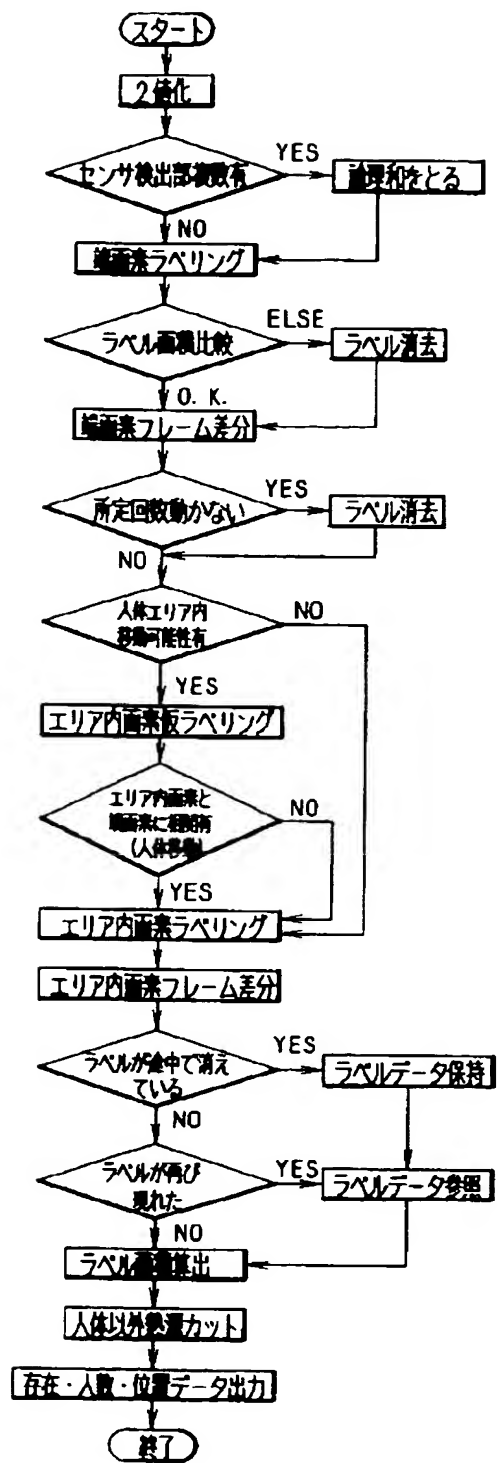 スタート
2値化
センサ検出部複数有
YES
論理和をとる
NO
端画素ラベリング
ラベル面積比較
ELSE
ラベル消去
O. K.
端画素フレーム差分
所定回数動かない
YES
ラベル消去
NO
人体エリア内
移動可能性有
NO
YES
エリア内画素仮ラベリング
エリア内画素と
端画素に相関有
(人体移動)
NO
YES
エリア内画素ラベリング
エリア内画素フレーム差分
ラベルが途中で消え
ている
YES
ラベルデータ保持
NO
ラベルが再び
現れた
YES
ラベルデータ参照
NO
ラベル面積算出
人体以外熱源カット
存在・人数・位置データ出力
終了